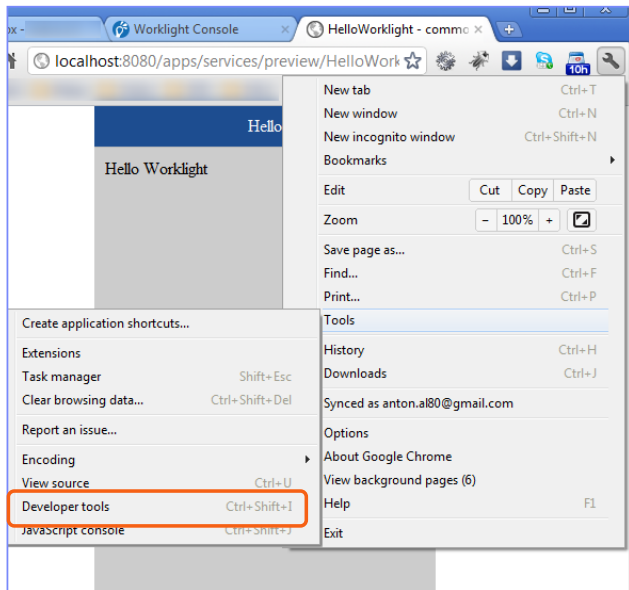 ox -
Worklight Console
HelloWorklight - commo
localhost:8080/apps/services/preview/HelloWork
10h
Hello
Hello Worklight
New tab Ctrl+T
New window Ctrl+N
New incognito window Ctrl+Shift+N
Bookmarks
Edit Cut Copy Paste
Zoom - 100% +
Save page as... Ctrl+S
Find... Ctrl+F
Print... Ctrl+P
Tools
History Ctrl+H
Downloads Ctrl+J
Synced as anton.al80@gmail.com
Options
About Google Chrome
View background pages (6)
Help F1
Exit
Create application shortcuts...
Extensions
Task manager Shift+Esc
Clear browsing data... Ctrl+Shift+Del
Report an issue...
Encoding
View source Ctrl+U
Developer tools Ctrl+Shift+I
JavaScript console Ctrl+Shift+J